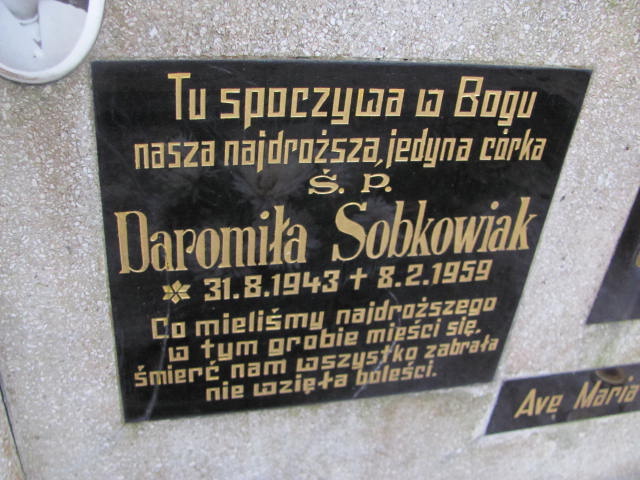 Tu spoczywa w Bogu
nasza najdroższa, jedyna córka
Ś. P.
Daromiła Sobkowiak
31.8.1943 + 8.2.1959
Co mieliśmy najdroższego
w tym grobie mieści się,
śmierć nam wszystko zabrała
nie wzięła boleści.
Ave Maria